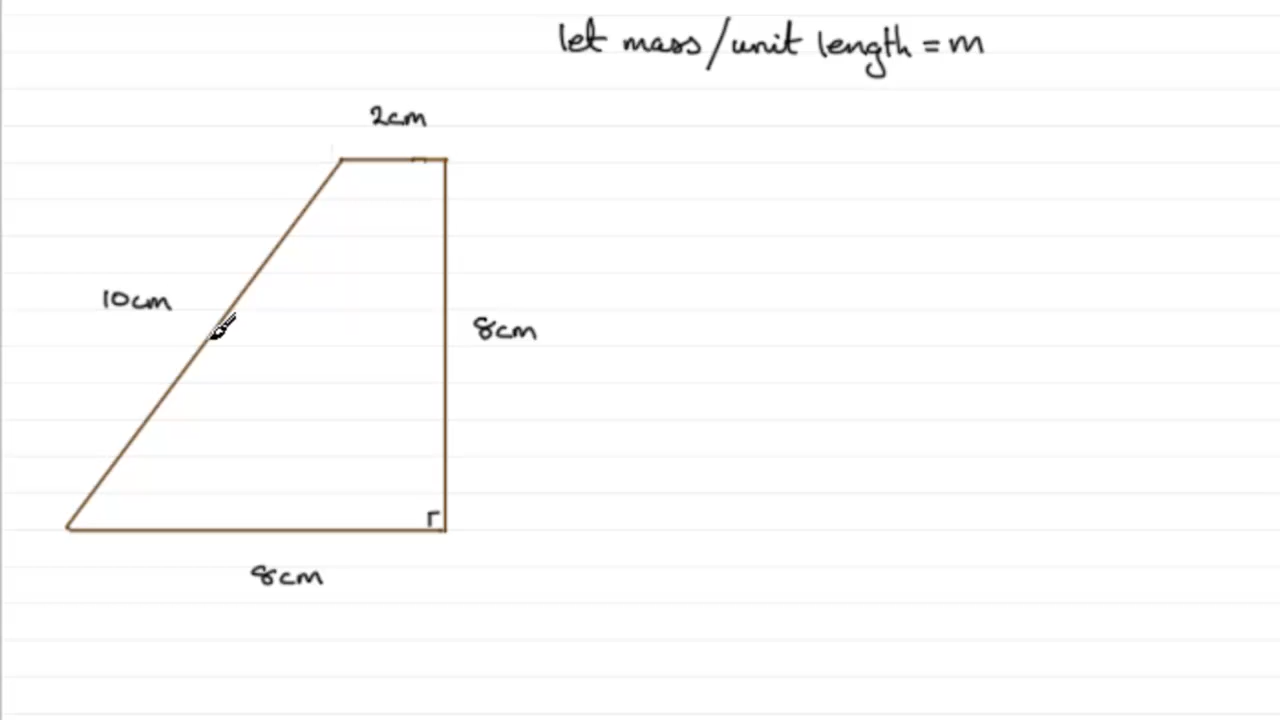 let mass/unit length = m
2cm
10cm
8cm
8cm